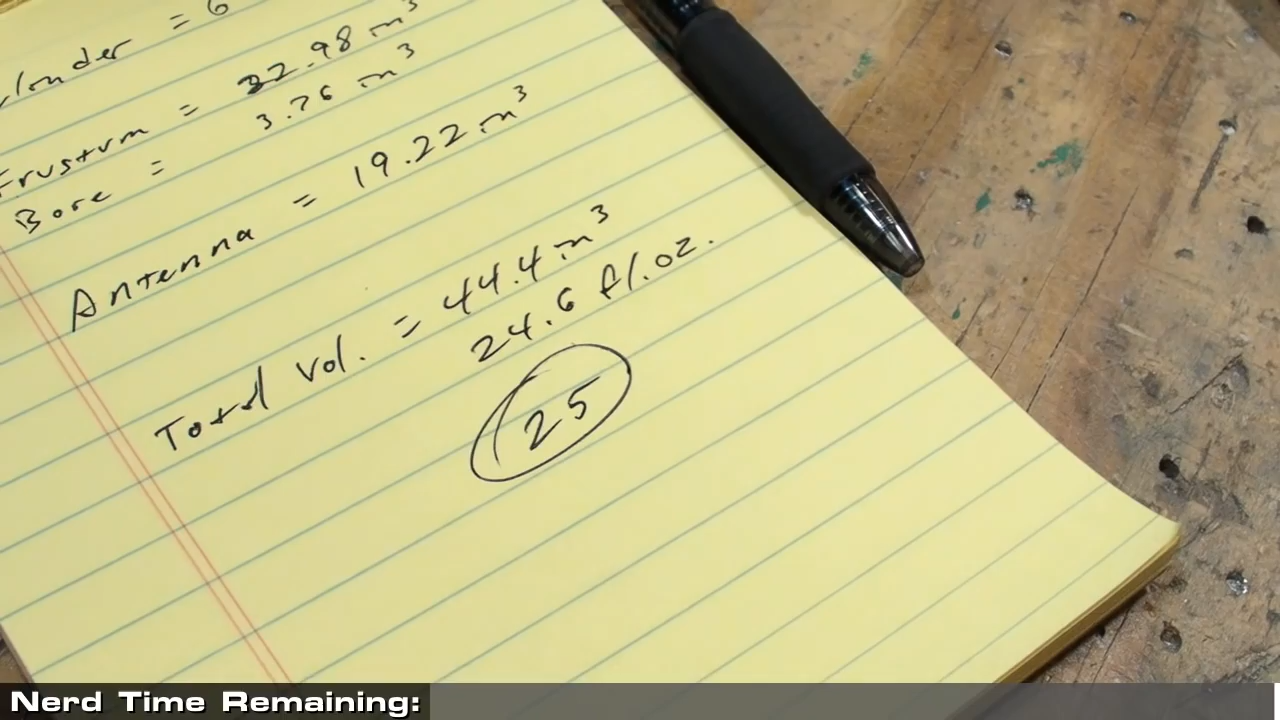 = 6
Frustum = 22.98 in³
Bore = 3.76 in³
Antenna = 19.22 in³
Total Vol. = 44.4 in³
24.6 fl.oz.
25
Nerd Time Remaining: